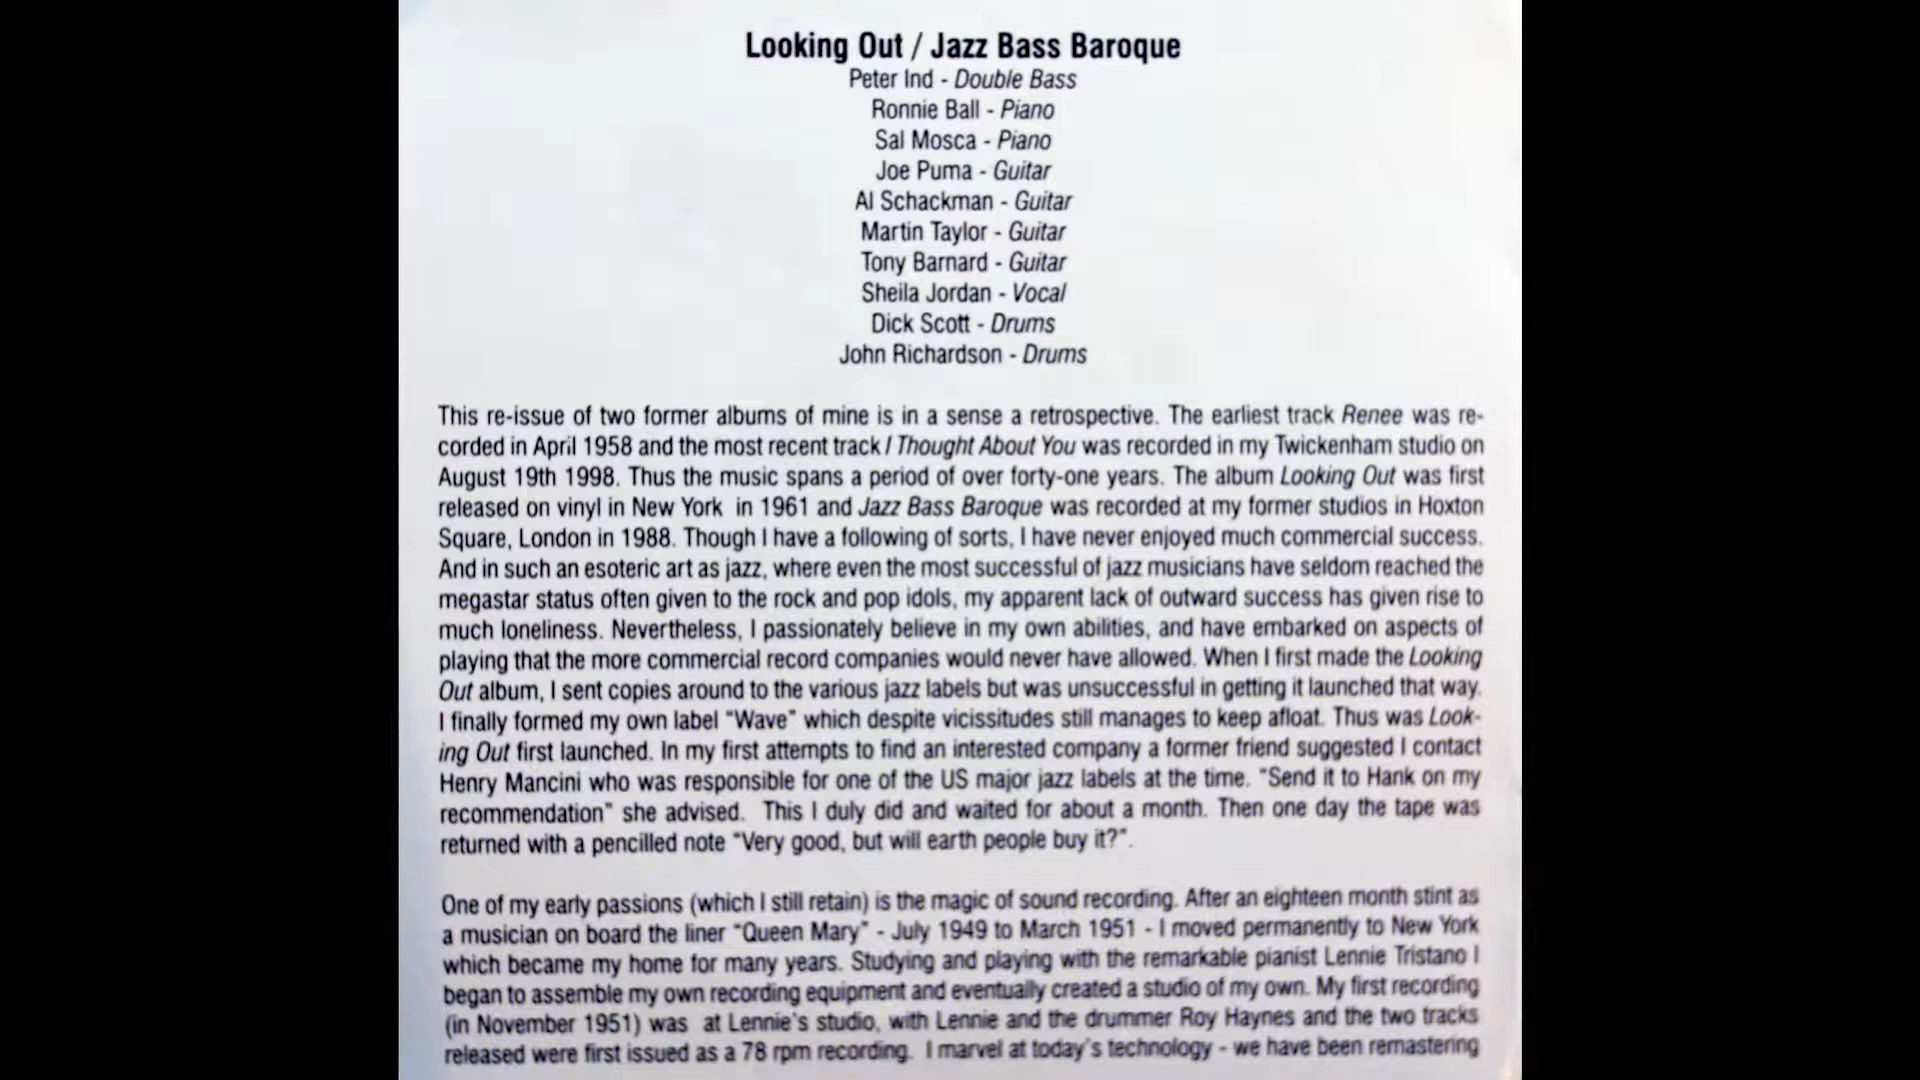 Looking Out / Jazz Bass Baroque
Peter Ind - Double Bass
Ronnie Ball - Piano
Sal Mosca - Piano
Joe Puma - Guitar
Al Schackman - Guitar
Martin Taylor - Guitar
Tony Barnard - Guitar
Sheila Jordan - Vocal
Dick Scott - Drums
John Richardson - Drums
This re-issue of two former albums of mine is in a sense a retrospective. The earliest track Renee was re-
corded in April 1958 and the most recent track I Thought About You was recorded in my Twickenham studio on
August 19th 1998. Thus the music spans a period of over forty-one years. The album Looking Out was first
released on vinyl in New York in 1961 and Jazz Bass Baroque was recorded at my former studios in Hoxton
Square, London in 1988. Though I have a following of sorts, I have never enjoyed much commercial success.
And in such an esoteric art as jazz, where even the most successful of jazz musicians have seldom reached the
megastar status often given to the rock and pop idols, my apparent lack of outward success has given rise to
much loneliness. Nevertheless, I passionately believe in my own abilities, and have embarked on aspects of
playing that the more commercial record companies would never have allowed. When I first made the Looking
Out album, I sent copies around to the various jazz labels but was unsuccessful in getting it launched that way.
I finally formed my own label "Wave" which despite vicissitudes still manages to keep afloat. Thus was Look-
ing Out first launched. In my first attempts to find an interested company a former friend suggested I contact
Henry Mancini who was responsible for one of the US major jazz labels at the time. "Send it to Hank on my
recommendation" she advised. This I duly did and waited for about a month. Then one day the tape was
returned with a pencilled note "Very good, but will earth people buy it?".
One of my early passions (which I still retain) is the magic of sound recording. After an eighteen month stint as
a musician on board the liner "Queen Mary" - July 1949 to March 1951 - I moved permanently to New York
which became my home for many years. Studying and playing with the remarkable pianist Lennie Tristano I
began to assemble my own recording equipment and eventually created a studio of my own. My first recording
(in November 1951) was at Lennie's studio, with Lennie and the drummer Roy Haynes and the two tracks
released were first issued as a 78 rpm recording. I marvel at today's technology - we have been remastering